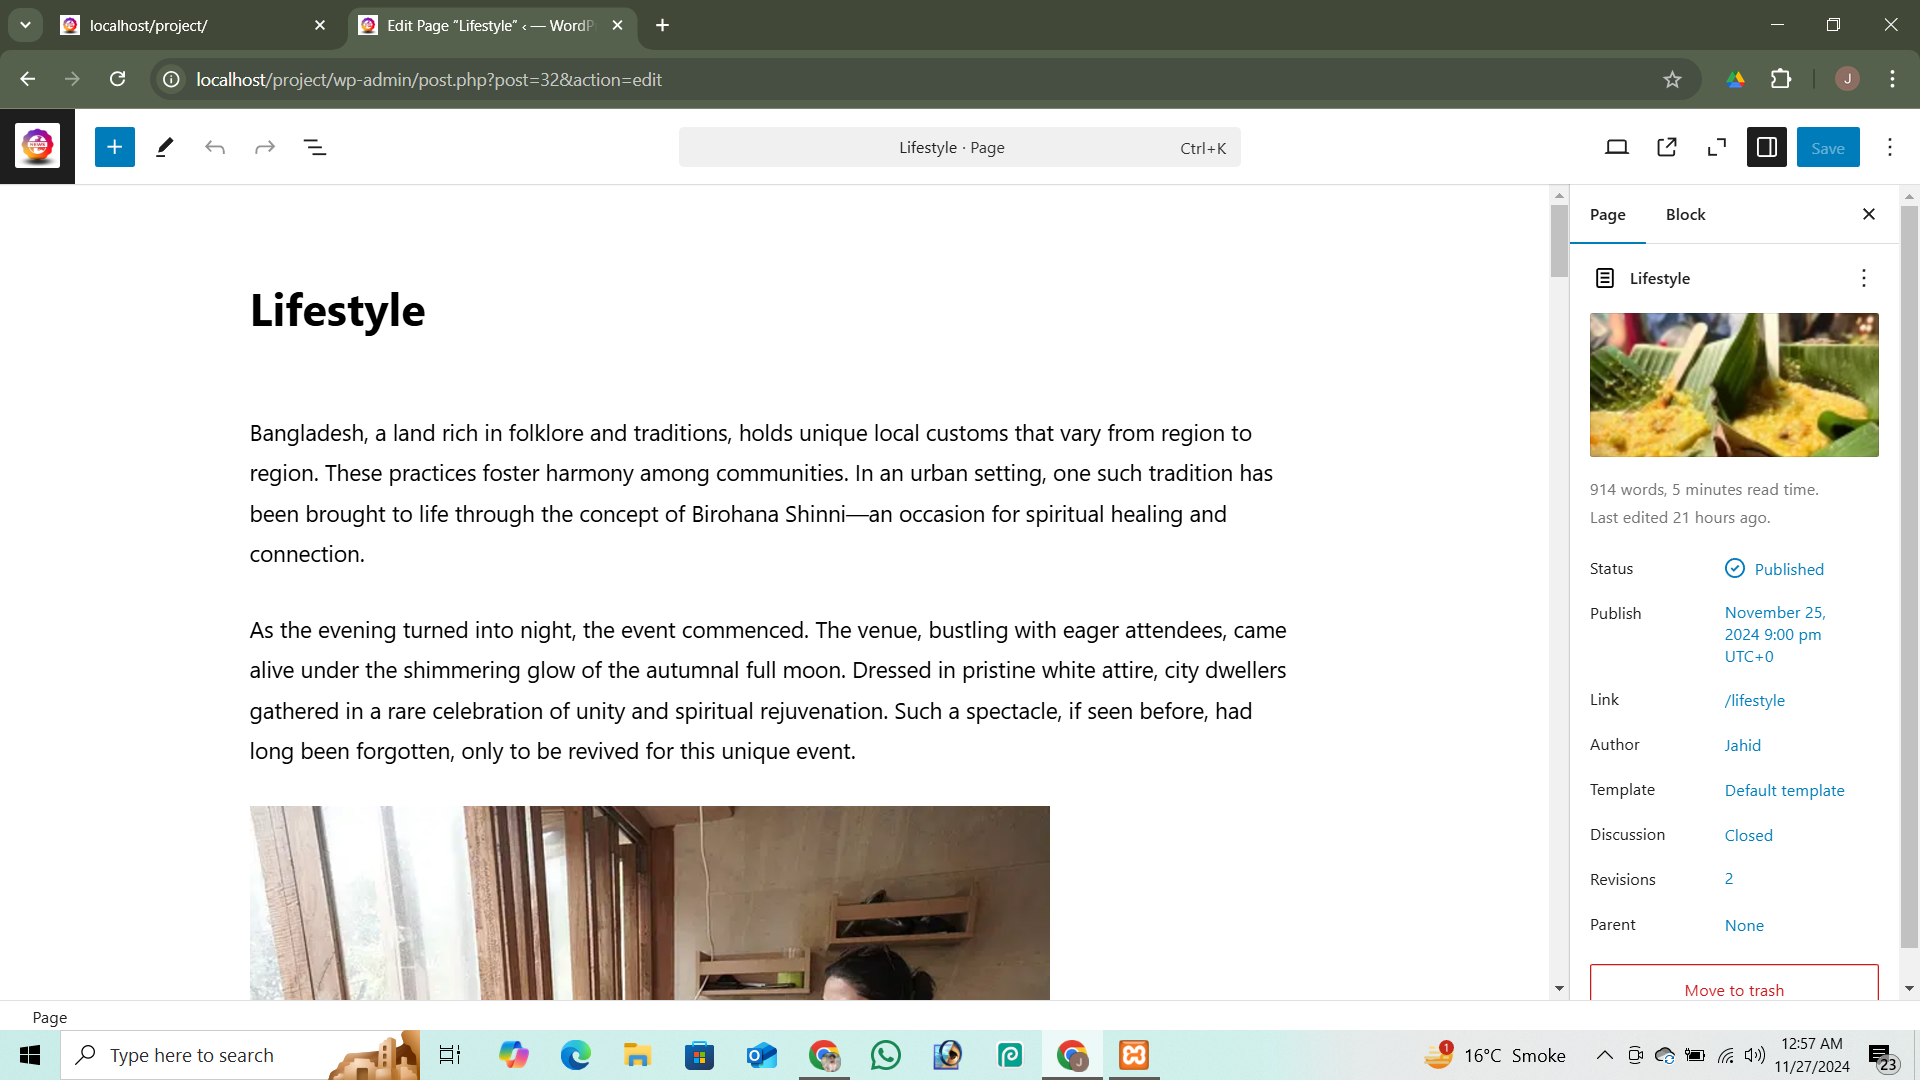 localhost/project/
Edit Page “Lifestyle” ‹ — WordP
localhost/project/wp-admin/post.php?post=32&action=edit
J
NEWS
Lifestyle · Page
Ctrl+K
Save
Page
Block
Lifestyle
914 words, 5 minutes read time.
Last edited 21 hours ago.
Status
Published
Publish
November 25,
2024 9:00 pm
UTC+0
Link
/lifestyle
Author
Jahid
Template
Default template
Discussion
Closed
Revisions
2
Parent
None
Move to trash
Lifestyle
Bangladesh, a land rich in folklore and traditions, holds unique local customs that vary from region to
region. These practices foster harmony among communities. In an urban setting, one such tradition has
been brought to life through the concept of Birohana Shinni—an occasion for spiritual healing and
connection.
As the evening turned into night, the event commenced. The venue, bustling with eager attendees, came
alive under the shimmering glow of the autumnal full moon. Dressed in pristine white attire, city dwellers
gathered in a rare celebration of unity and spiritual rejuvenation. Such a spectacle, if seen before, had
long been forgotten, only to be revived for this unique event.
Page
Type here to search
1
16°C Smoke
12:57 AM
11/27/2024
23